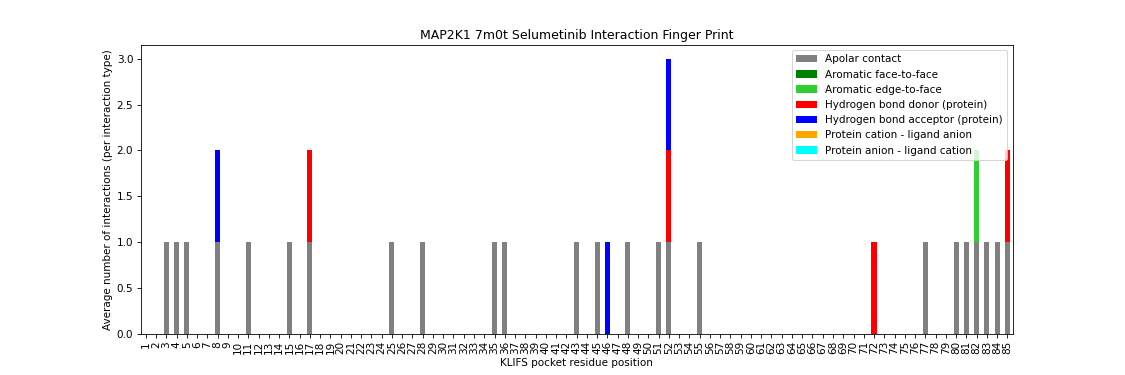 MAP2K1 7m0t Selumetinib Interaction Finger Print
Average number of interactions (per interaction type)
3.0
2.5
2.0
1.5
1.0
0.5
0.0
Apolar contact
Aromatic face-to-face
Aromatic edge-to-face
Hydrogen bond donor (protein)
Hydrogen bond acceptor (protein)
Protein cation - ligand anion
Protein anion - ligand cation
1 2 3 4 5 6 7 8 9 10 11 12 13 14 15 16 17 18 19 20 21 22 23 24 25 26 27 28 29 30 31 32 33 34 35 36 37 38 39 40 41 42 43 44 45 46 47 48 49 50 51 52 53 54 55 56 57 58 59 60 61 62 63 64 65 66 67 68 69 70 71 72 73 74 75 76 77 78 79 80 81 82 83 84 85
KLIFS pocket residue position